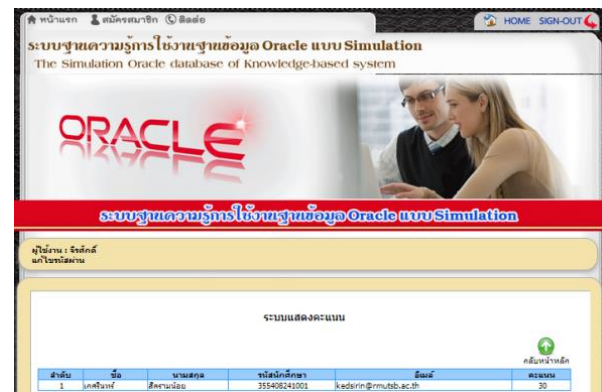 หน้าแรก สมัครสมาชิก ติดต่อ HOME SIGN-OUT
ระบบฐานความรู้การใช้งานฐานข้อมูล Oracle แบบ Simulation
The Simulation Oracle database of Knowledge-based system
ORACLE
ระบบฐานความรู้การใช้งานฐานข้อมูล Oracle แบบ Simulation
ผู้ใช้งาน : จิรศักดิ์
แก้ไขรหัสผ่าน
ระบบแสดงคะแนน
กลับหน้าหลัก
ลำดับ ชื่อ นามสกุล รหัสนักศึกษา อีเมล์ คะแนน
1 เกศรินทร์ สีครามน้อย 355408241001 kedsirin@rmutsb.ac.th 30